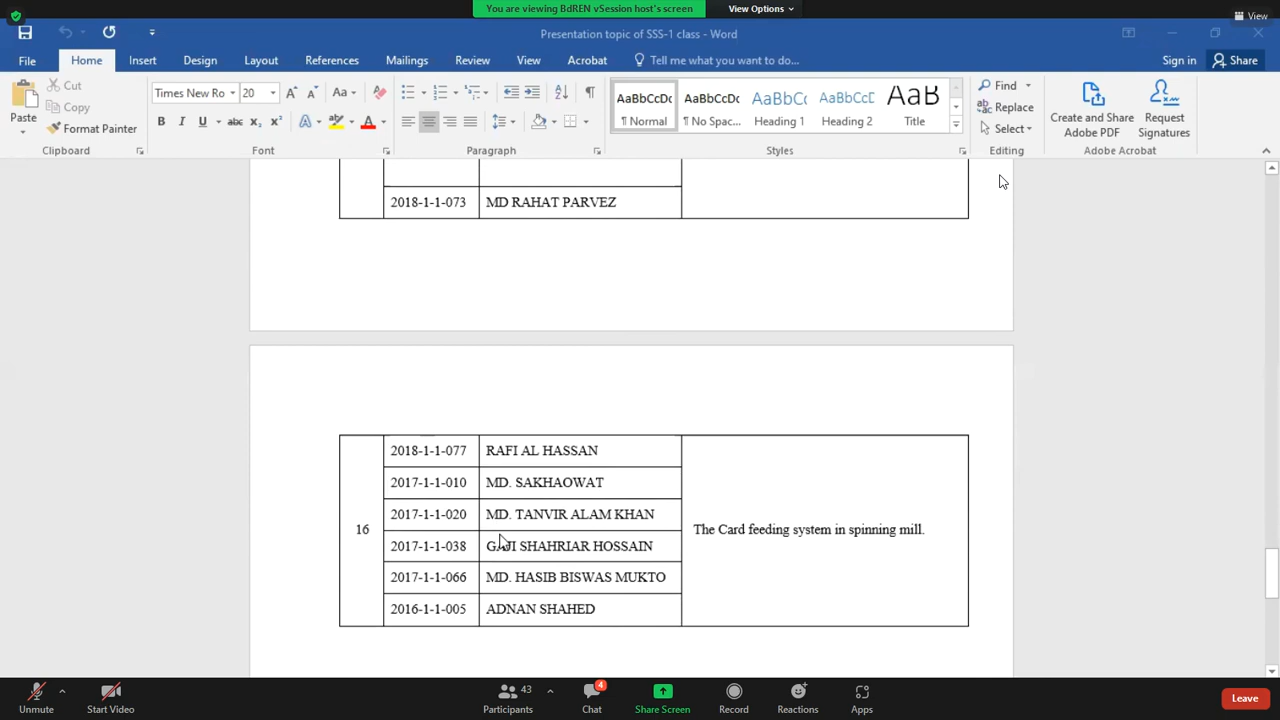 You are viewing BdREN vSession host's screen
View Options
View
Presentation topic of SSS-1 class - Word
File Home Insert Design Layout References Mailings Review View Acrobat Tell me what you want to do... Sign in Share
Paste
Cut
Copy
Format Painter
Clipboard
Times New Ro 20
Font
Paragraph
AaBbCcDc
¶ Normal
AaBbCcDc
¶ No Spac...
AaBbCc
Heading 1
AaBbCcD
Heading 2
AaB
Title
Styles
Find
Replace
Select
Editing
Create and Share
Adobe PDF
Request
Signatures
Adobe Acrobat
2018-1-1-073 MD RAHAT PARVEZ
16
2018-1-1-077 RAFI AL HASSAN
2017-1-1-010 MD. SAKHAOWAT
2017-1-1-020 MD. TANVIR ALAM KHAN
2017-1-1-038 GAJI SHAHRIAR HOSSAIN
2017-1-1-066 MD. HASIB BISWAS MUKTO
2016-1-1-005 ADNAN SHAHED
The Card feeding system in spinning mill.
Unmute
Start Video
Participants 43
Chat 4
Share Screen
Record
Reactions
Apps
Leave